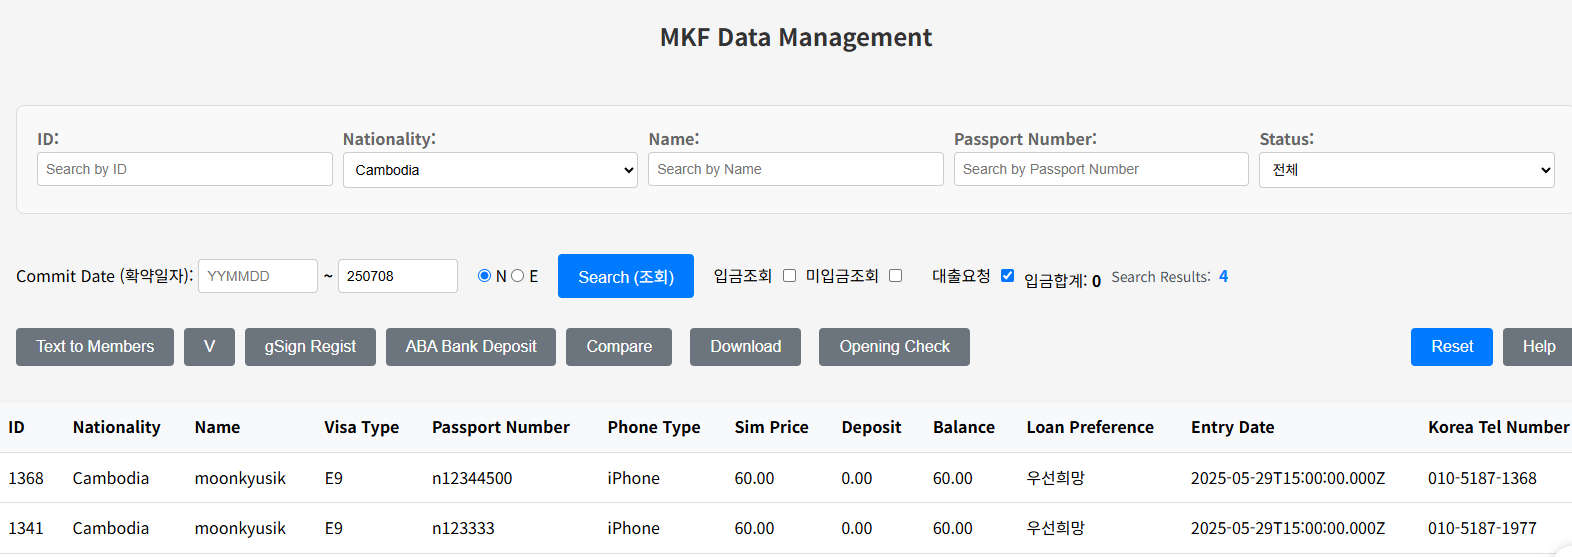 MKF Data Management
ID: Nationality: Name: Passport Number: Status:
Search by ID Cambodia Search by Name Search by Passport Number 전체
Commit Date (확약일자): YYMMDD ~ 250708 N E Search (조회) 입금조회 미입금조회 대출요청 입금합계: 0 Search Results: 4
Text to Members V gSign Regist ABA Bank Deposit Compare Download Opening Check Reset Help
ID Nationality Name Visa Type Passport Number Phone Type Sim Price Deposit Balance Loan Preference Entry Date Korea Tel Number
1368 Cambodia moonkyusik E9 n12344500 iPhone 60.00 0.00 60.00 우선희망 2025-05-29T15:00:00.000Z 010-5187-1368
1341 Cambodia moonkyusik E9 n123333 iPhone 60.00 0.00 60.00 우선희망 2025-05-29T15:00:00.000Z 010-5187-1977